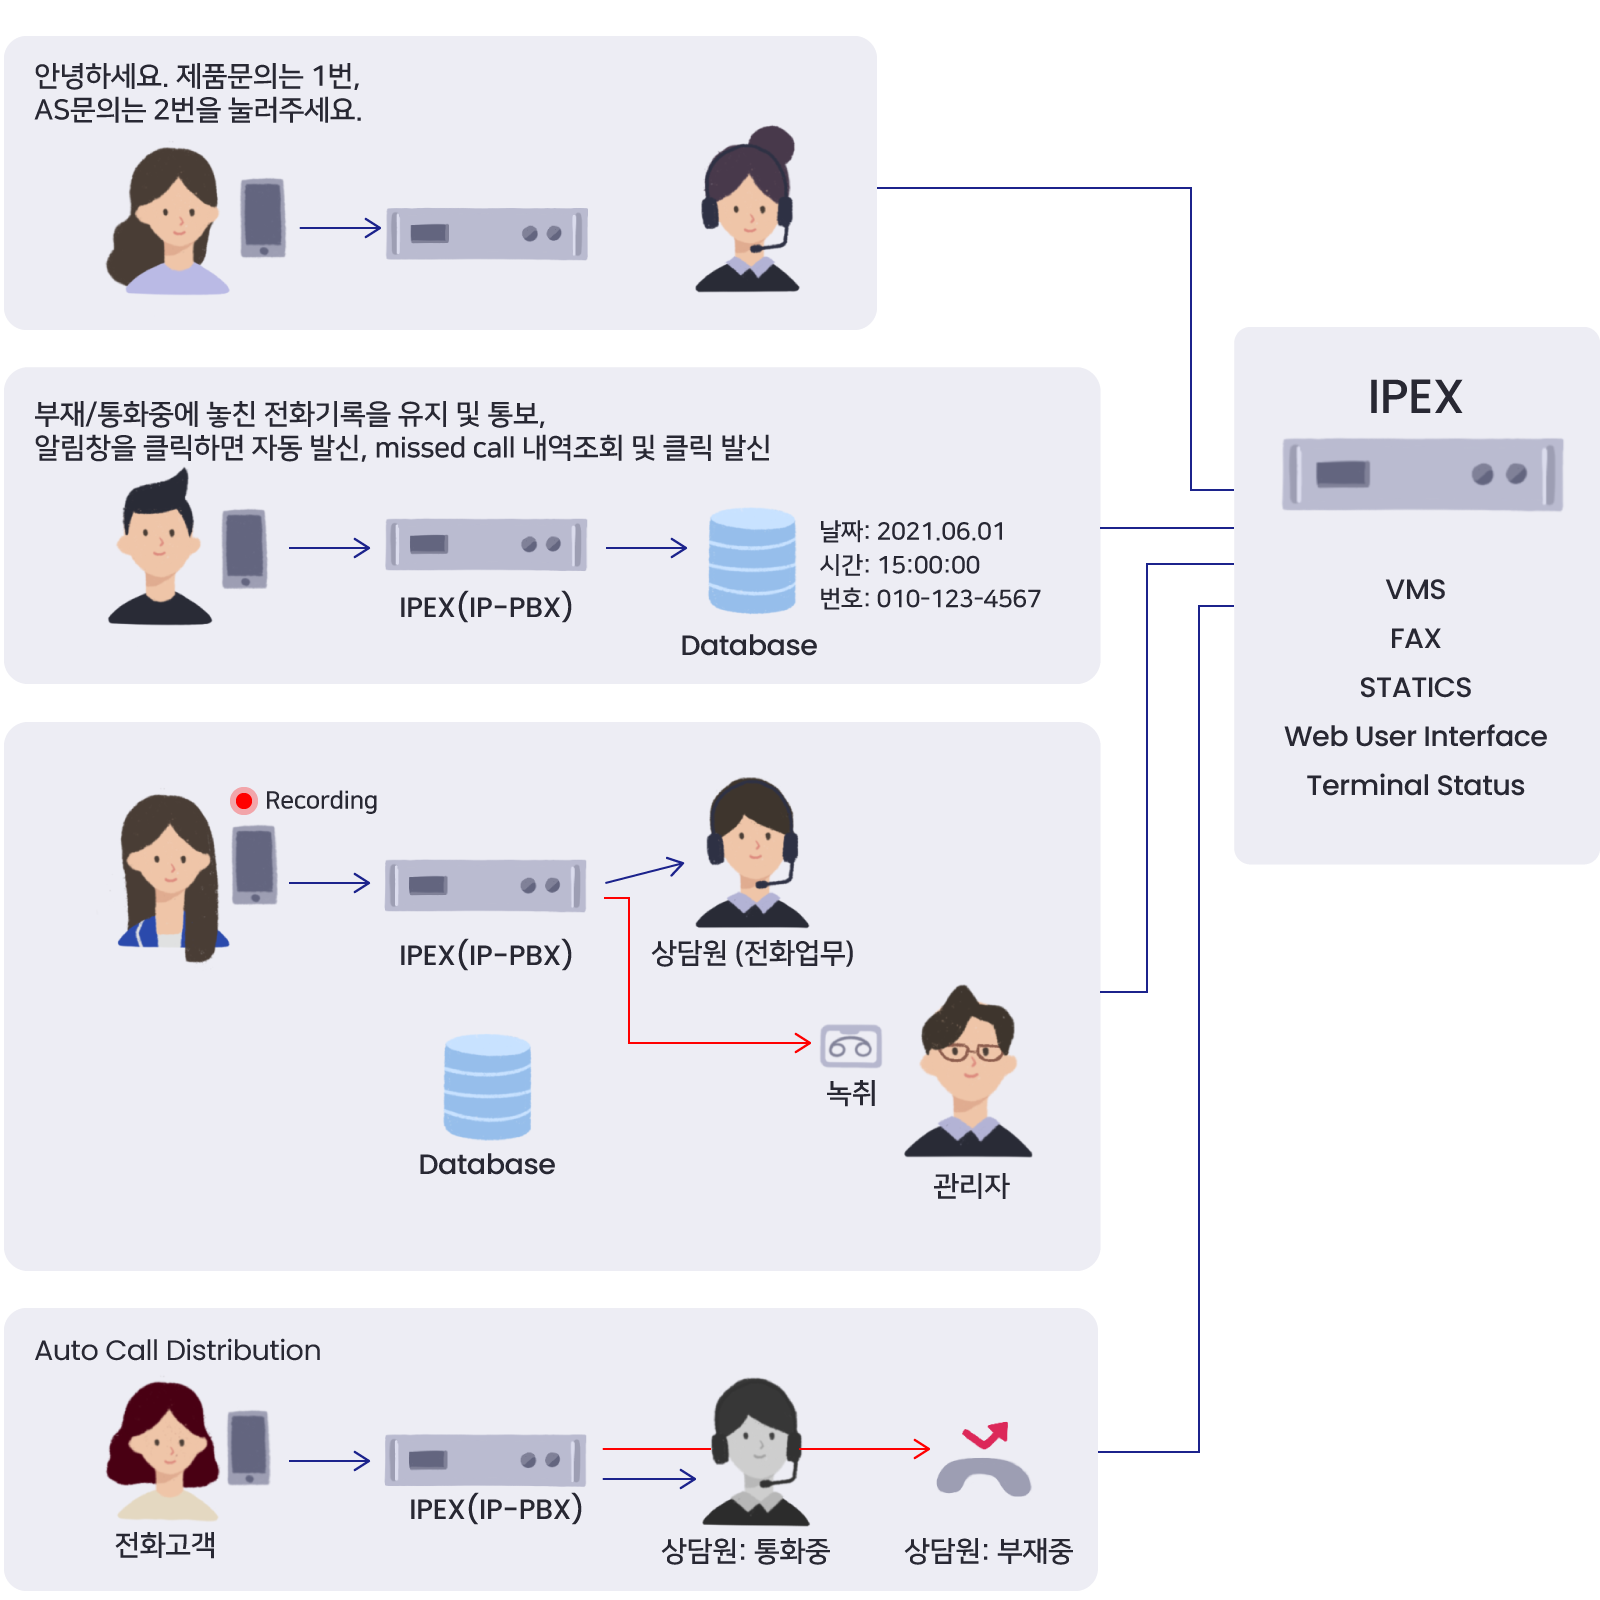 안녕하세요. 제품문의는 1번,
AS문의는 2번을 눌러주세요.
부재/통화중에 놓친 전화기록을 유지 및 통보,
알림창을 클릭하면 자동 발신, missed call 내역조회 및 클릭 발신
날짜: 2021.06.01
시간: 15:00:00
번호: 010-123-4567
IPEX(IP-PBX)
Database
Recording
IPEX(IP-PBX)
상담원 (전화업무)
녹취
Database
관리자
Auto Call Distribution
IPEX(IP-PBX)
전화고객
상담원: 통화중
상담원: 부재중
IPEX
VMS
FAX
STATICS
Web User Interface
Terminal Status